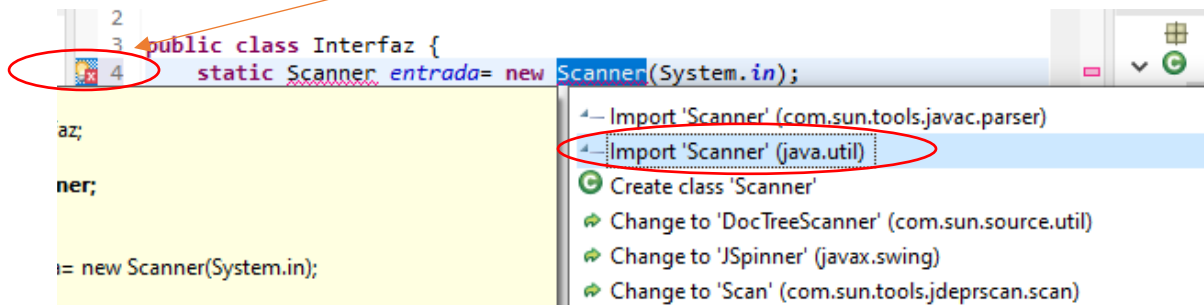 2
3 public class Interfaz {
4 static Scanner entrada= new Scanner(System.in);
az;
ner;
= new Scanner(System.in);
Import 'Scanner' (com.sun.tools.javac.parser)
Import 'Scanner' (java.util)
Create class 'Scanner'
Change to 'DocTreeScanner' (com.sun.source.util)
Change to 'JSpinner' (javax.swing)
Change to 'Scan' (com.sun.tools.jdeprscan.scan)